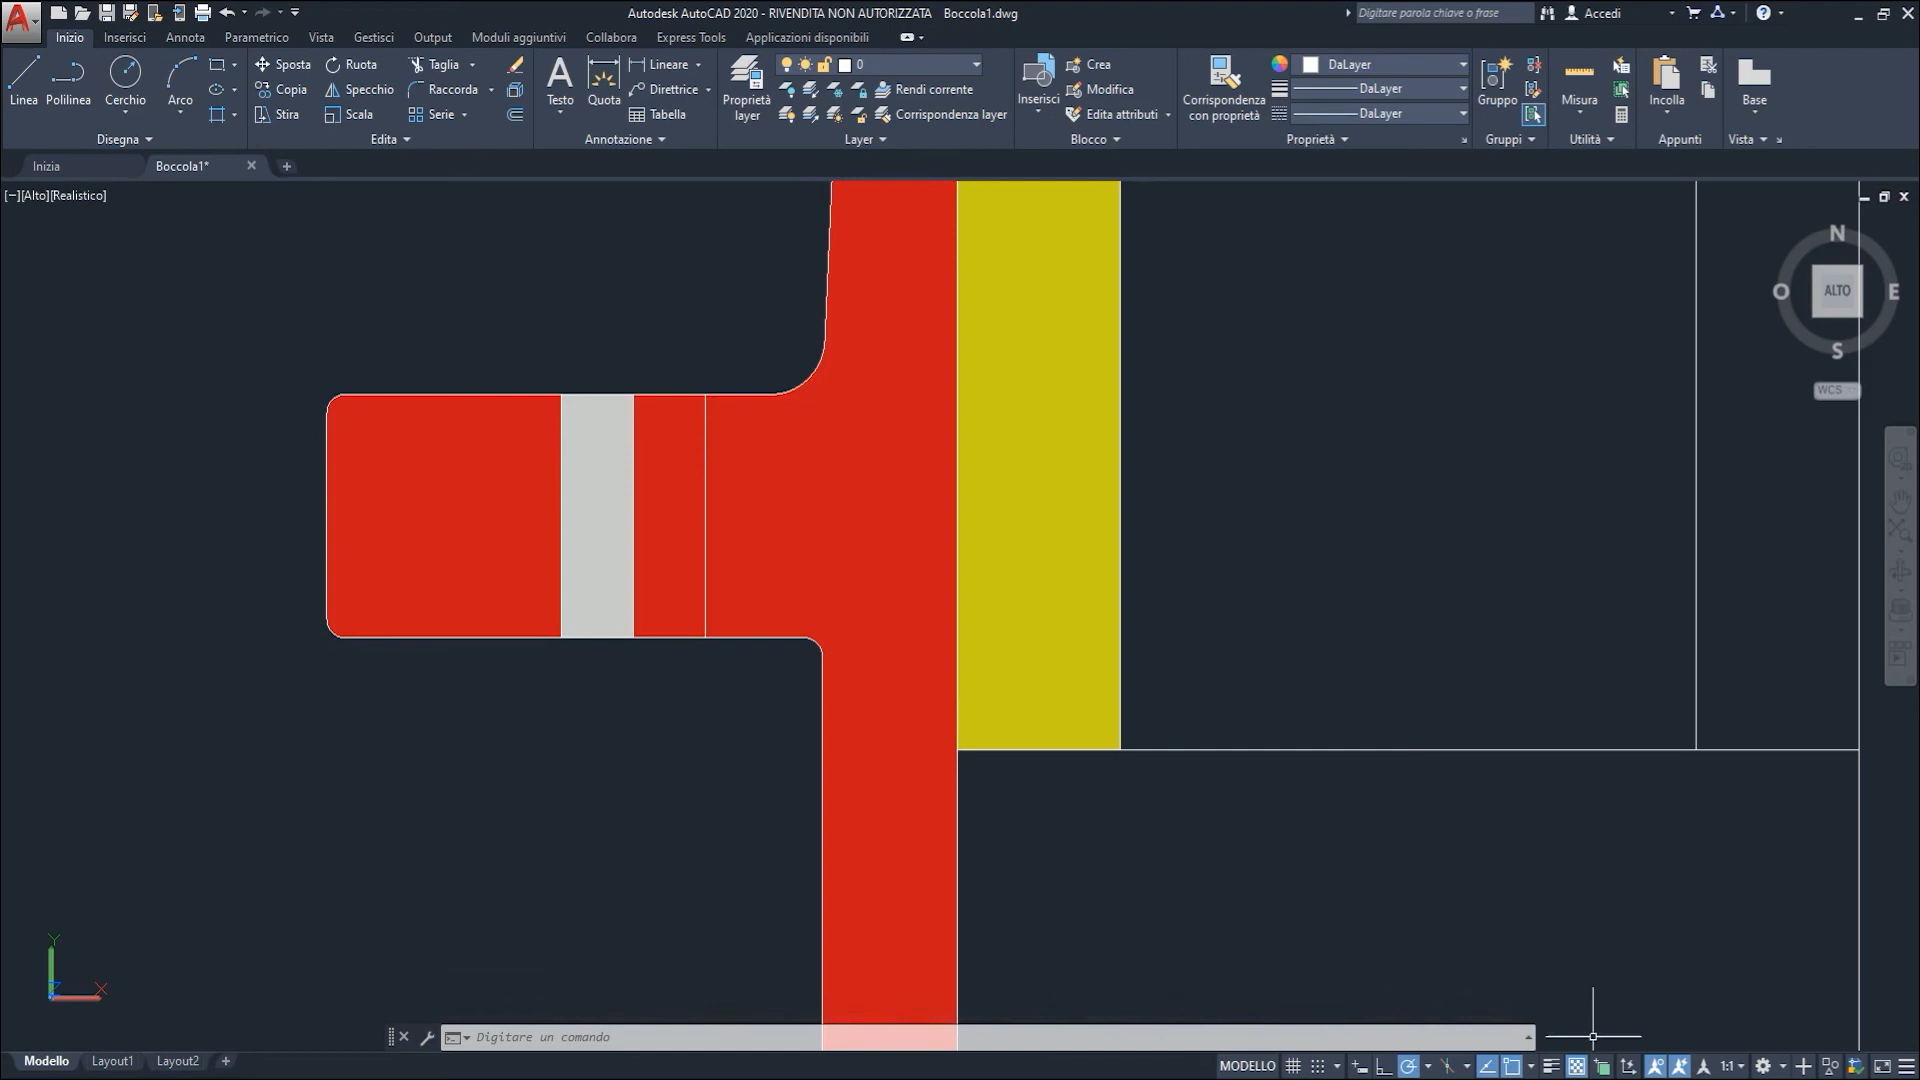 Autodesk AutoCAD 2020 - RIVENDITA NON AUTORIZZATA Boccola1.dwg
Digitare parola chiave o frase
Accedi
Inizio Inserisci Annota Parametrico Vista Gestisci Output Moduli aggiuntivi Collabora Express Tools Applicazioni disponibili
Linea Polilinea Cerchio Arco
Sposta Ruota Taglia
Copia Specchio Raccorda
Stira Scala Serie
Testo Quota
Lineare
Direttrice
Tabella
Proprietà layer
0
Rendi corrente
Corrispondenza layer
Inserisci
Crea
Modifica
Edita attributi
Corrispondenza con proprietà
DaLayer
DaLayer
DaLayer
Gruppo
Misura
Incolla
Base
Disegna Edita Annotazione Layer Blocco Proprietà Gruppi Utilità Appunti Vista
Inizia Boccola1*
[−][Alto][Realistico]
N
O ALTO E
S
WCS
Y
X
Digitare un comando
Modello Layout1 Layout2
MODELLO
1:1